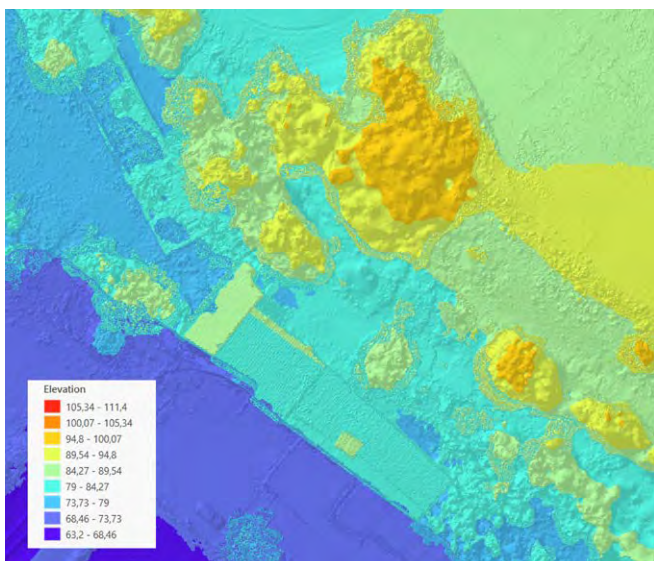 Elevation
105,34 - 111,4
100,07 - 105,34
94,8 - 100,07
89,54 - 94,8
84,27 - 89,54
79 - 84,27
73,73 - 79
68,46 - 73,73
63,2 - 68,46